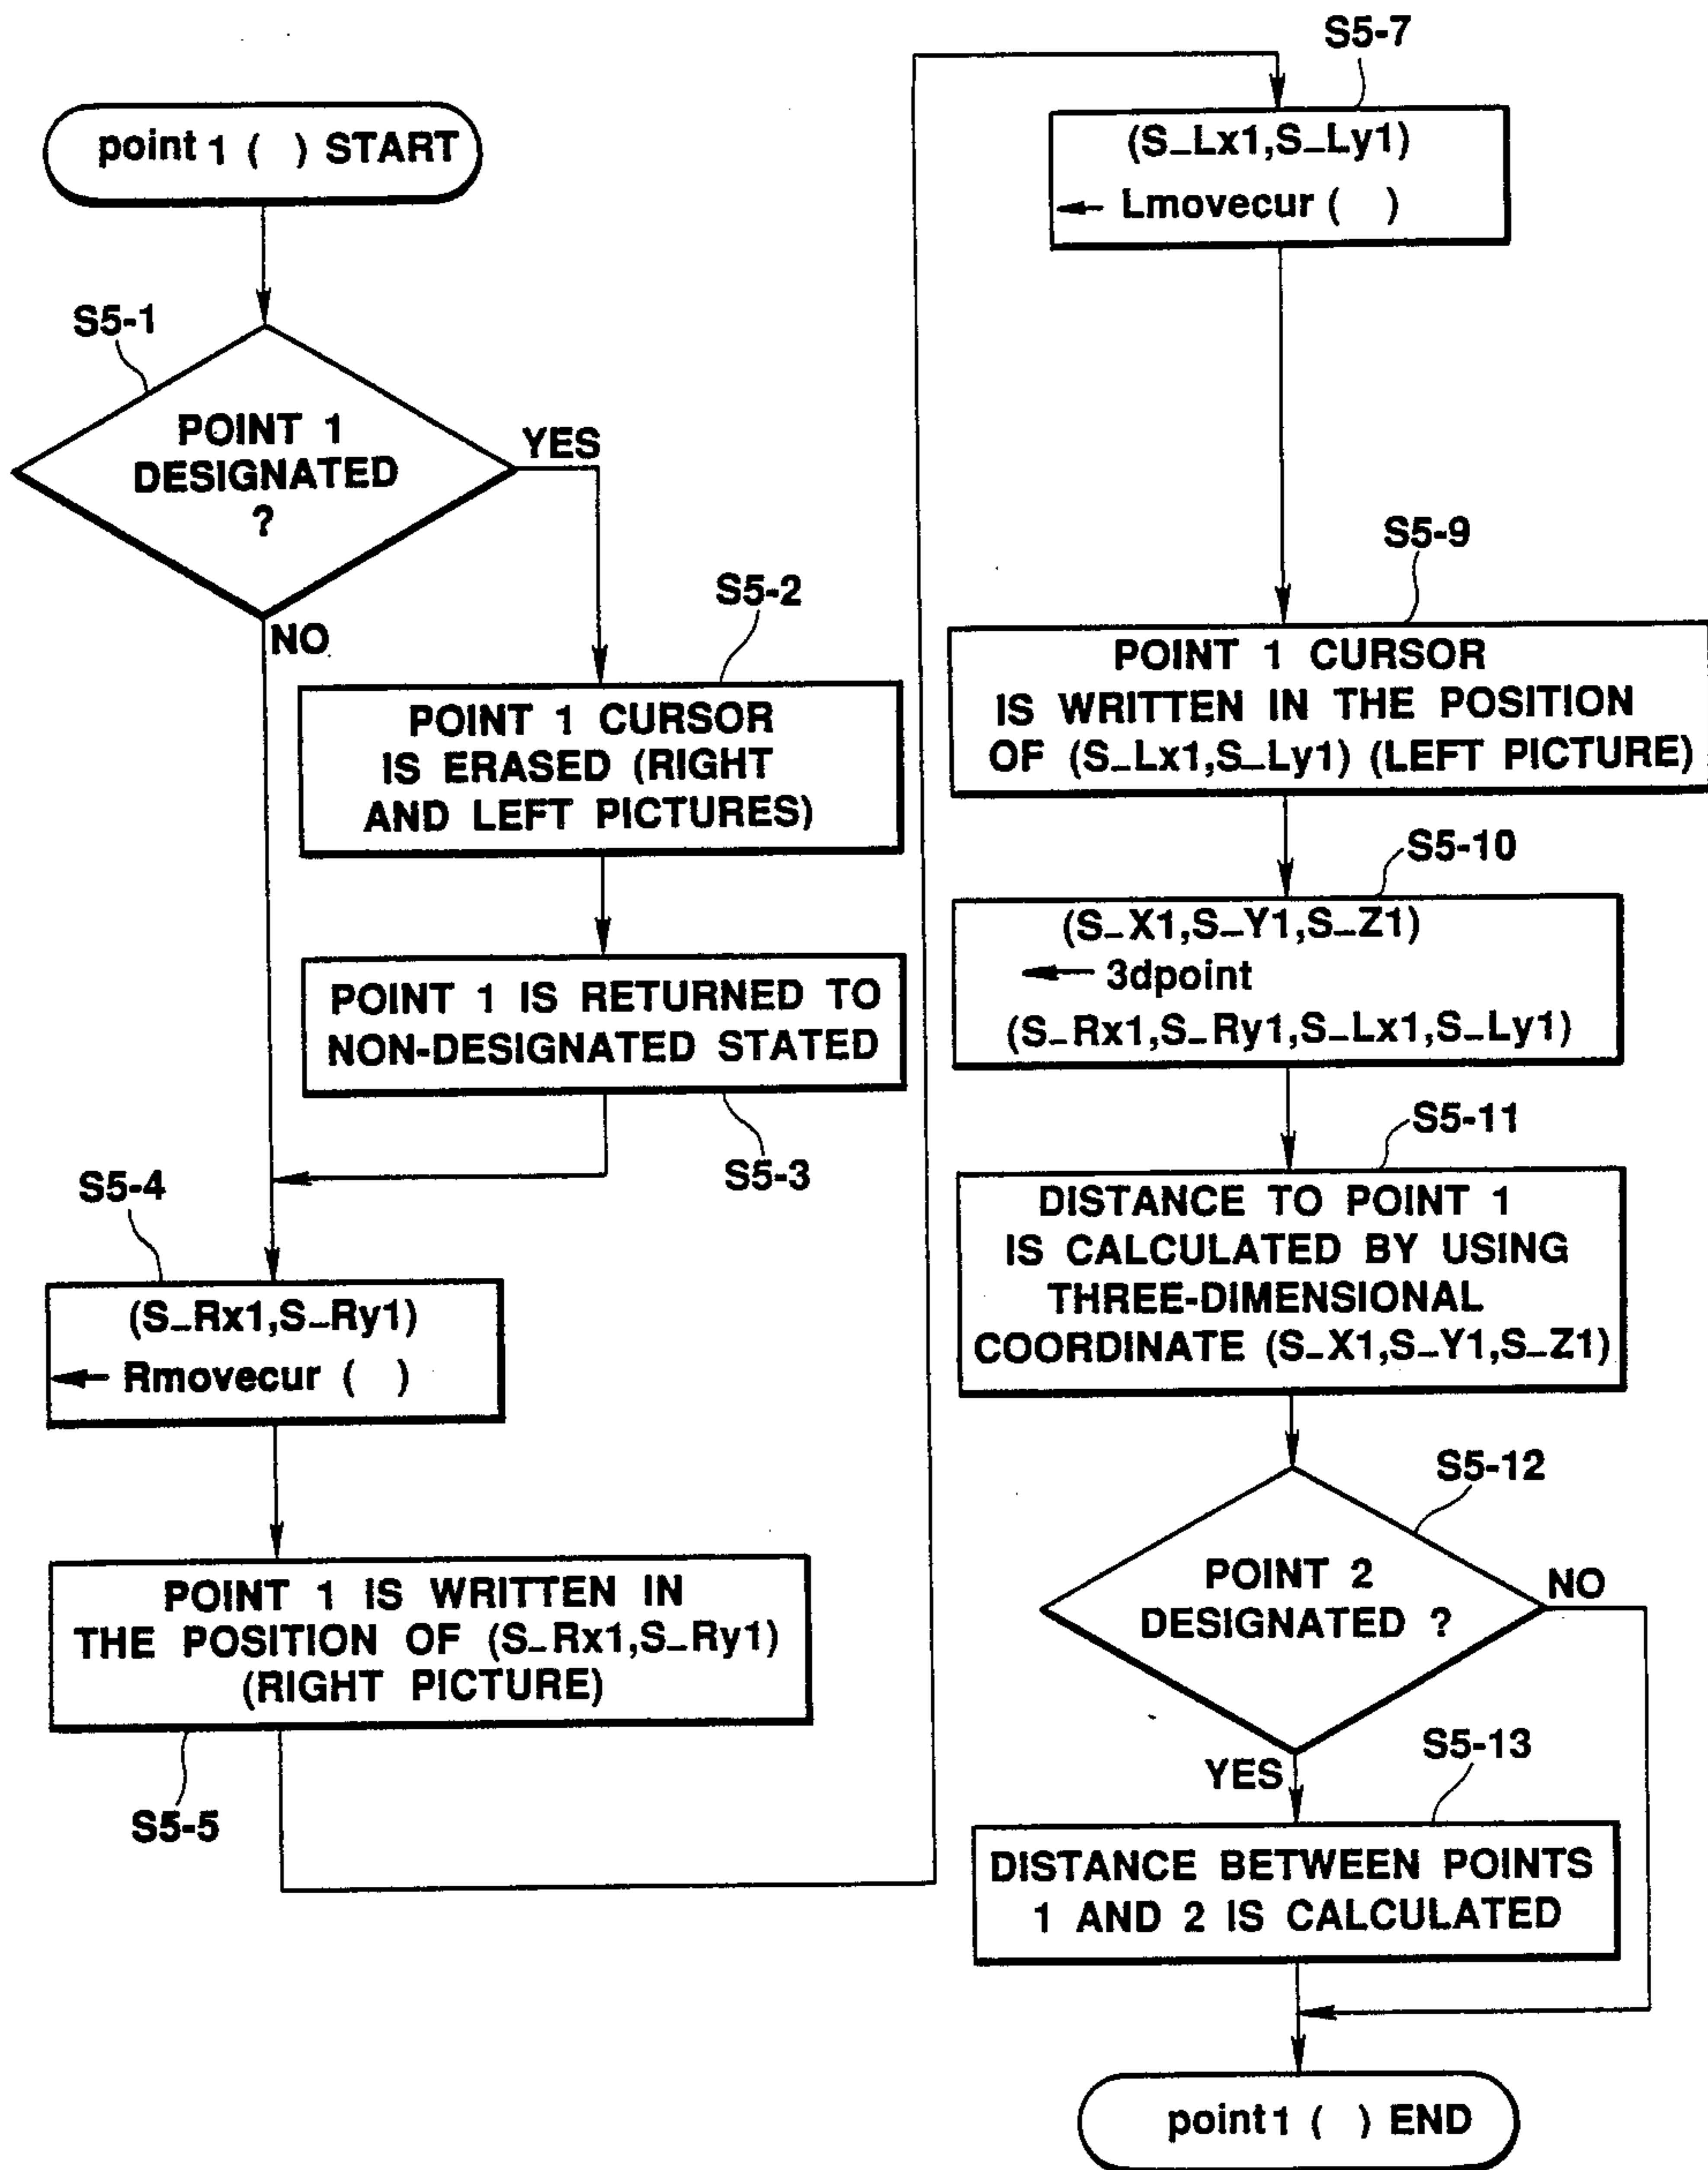 point 1 ( ) START
S5-1
POINT 1
DESIGNATED
?
YES
NO
S5-2
POINT 1 CURSOR
IS ERASED (RIGHT
AND LEFT PICTURES)
POINT 1 IS RETURNED TO
NON-DESIGNATED STATED
S5-3
S5-4
(S_Rx1,S_Ry1)
← Rmovecur ( )
POINT 1 IS WRITTEN IN
THE POSITION OF (S_Rx1,S_Ry1)
(RIGHT PICTURE)
S5-5
S5-7
(S_Lx1,S_Ly1)
← Lmovecur ( )
S5-9
POINT 1 CURSOR
IS WRITTEN IN THE POSITION
OF (S_Lx1,S_Ly1) (LEFT PICTURE)
S5-10
(S_X1,S_Y1,S_Z1)
← 3dpoint
(S_Rx1,S_Ry1,S_Lx1,S_Ly1)
S5-11
DISTANCE TO POINT 1
IS CALCULATED BY USING
THREE-DIMENSIONAL
COORDINATE (S_X1,S_Y1,S_Z1)
S5-12
POINT 2
DESIGNATED ?
NO
YES
S5-13
DISTANCE BETWEEN POINTS
1 AND 2 IS CALCULATED
point 1 ( ) END